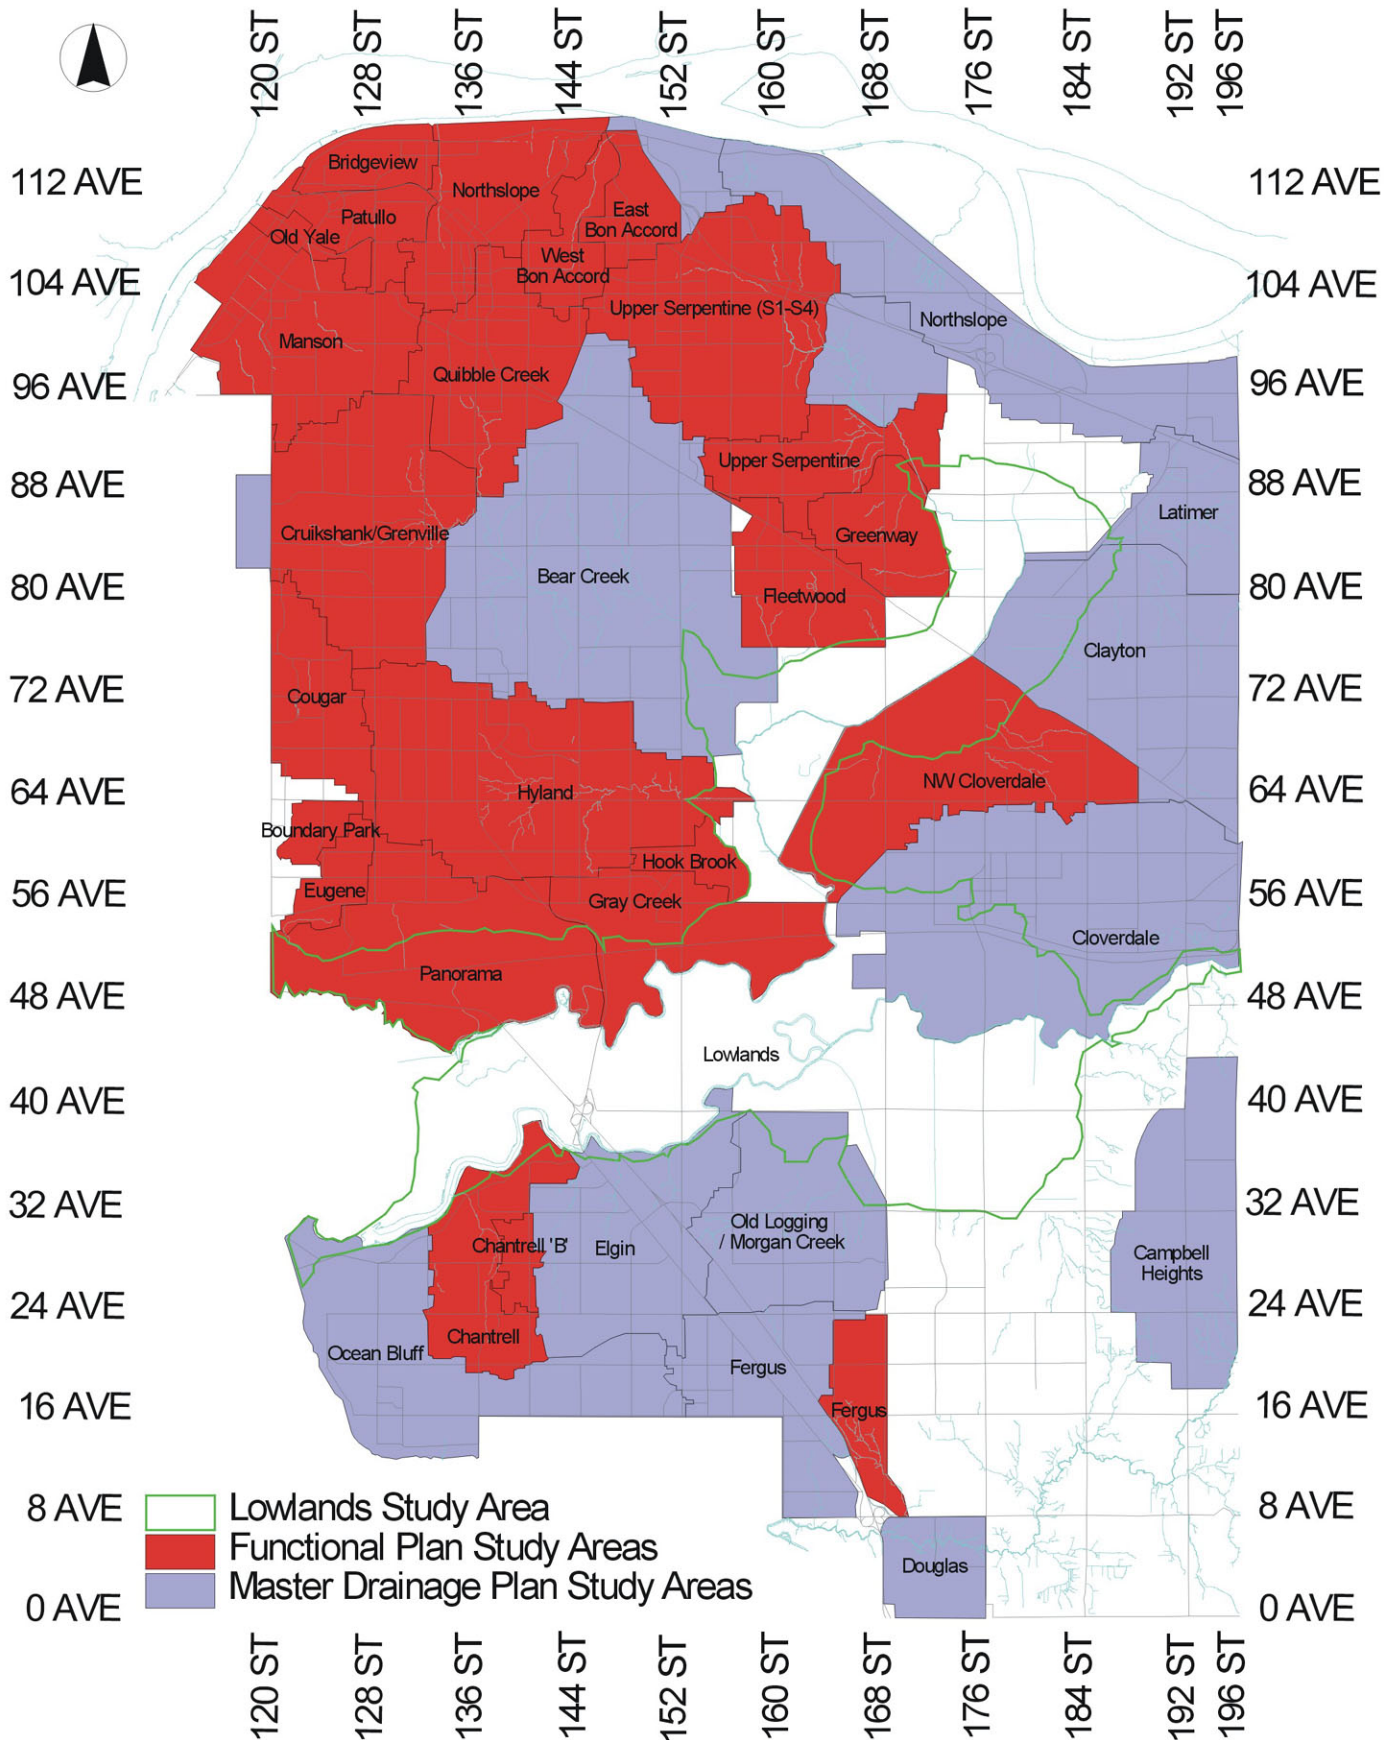 120 ST
128 ST
136 ST
144 ST
152 ST
160 ST
168 ST
176 ST
184 ST
192 ST
196 ST
112 AVE
112 AVE
104 AVE
104 AVE
96 AVE
96 AVE
88 AVE
88 AVE
80 AVE
80 AVE
72 AVE
72 AVE
64 AVE
64 AVE
56 AVE
56 AVE
48 AVE
48 AVE
40 AVE
40 AVE
32 AVE
32 AVE
24 AVE
24 AVE
16 AVE
16 AVE
8 AVE
8 AVE
0 AVE
0 AVE
Bridgeview
Northslope
Patullo
Old Yale
East
Bon Accord
West
Bon Accord
Upper Serpentine (S1-S4)
Northslope
Manson
Quibble Creek
Upper Serpentine
Latimer
Cruikshank/Grenville
Greenway
Bear Creek
Fleetwood
Clayton
Cougar
NW Cloverdale
Hyland
Boundary Park
Hook Brook
Eugene
Gray Creek
Cloverdale
Panorama
Lowlands
Old Logging
/ Morgan Creek
Chantrell 'B'
Elgin
Campbell
Heights
Chantrell
Ocean Bluff
Fergus
Fergus
Douglas
Lowlands Study Area
Functional Plan Study Areas
Master Drainage Plan Study Areas
120 ST
128 ST
136 ST
144 ST
152 ST
160 ST
168 ST
176 ST
184 ST
192 ST
196 ST